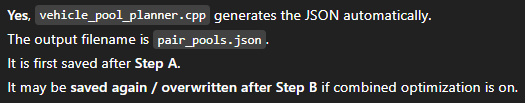 Yes, vehicle_pool_planner.cpp generates the JSON automatically.
The output filename is pair_pools.json.
It is first saved after Step A.
It may be saved again / overwritten after Step B if combined optimization is on.